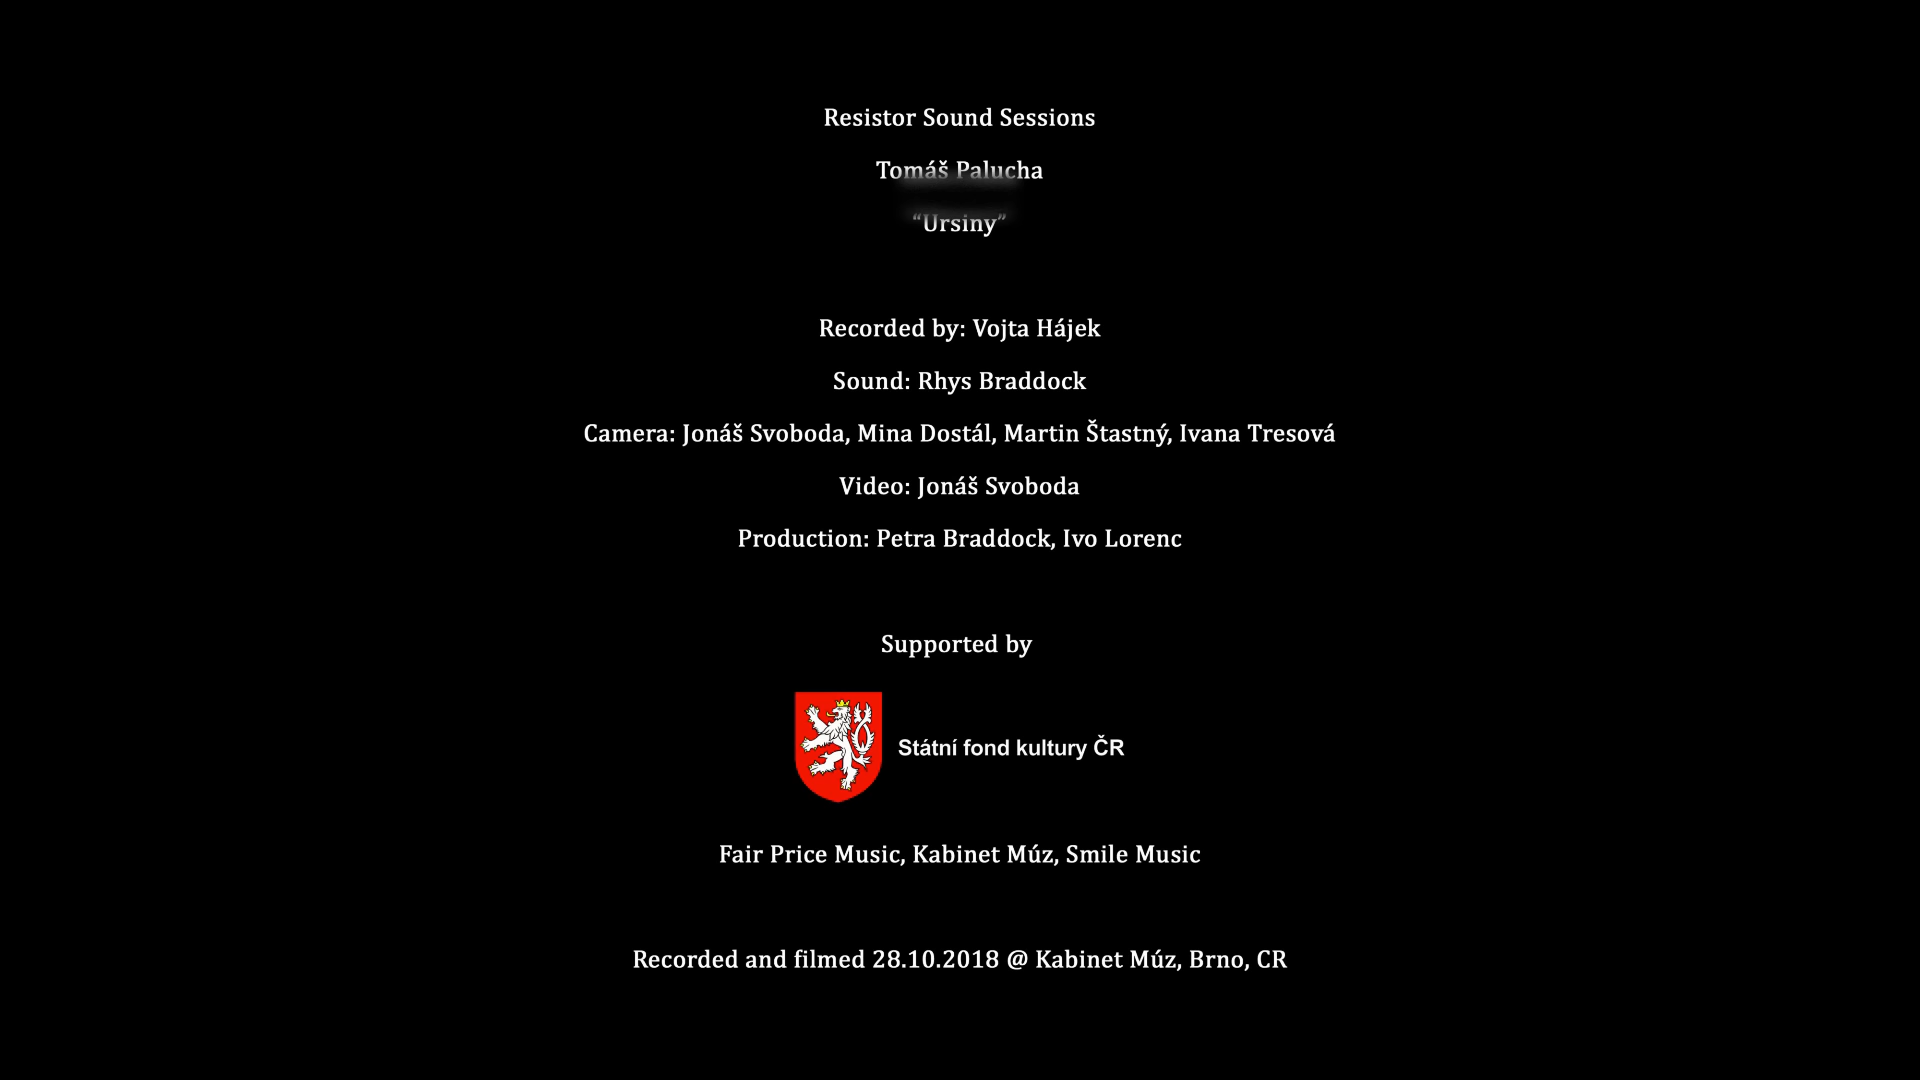 Resistor Sound Sessions
Tomáš Palucha
“Ursiny”
Recorded by: Vojta Hájek
Sound: Rhys Braddock
Camera: Jonáš Svoboda, Mina Dostál, Martin Štastný, Ivana Tresová
Video: Jonáš Svoboda
Production: Petra Braddock, Ivo Lorenc
Supported by
Státní fond kultury ČR
Fair Price Music, Kabinet Múz, Smile Music
Recorded and filmed 28.10.2018 @ Kabinet Múz, Brno, CR